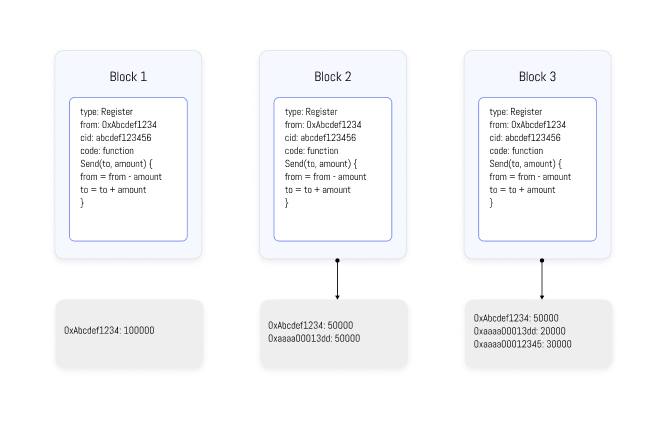 Block 1
type: Register
from: 0xAbcdef1234
cid: abcdef123456
code: function
Send(to, amount) {
from = from - amount
to = to + amount
}
0xAbcdef1234: 100000
Block 2
type: Register
from: 0xAbcdef1234
cid: abcdef123456
code: function
Send(to, amount) {
from = from - amount
to = to + amount
}
0xAbcdef1234: 50000
0xaaaa00013dd: 50000
Block 3
type: Register
from: 0xAbcdef1234
cid: abcdef123456
code: function
Send(to, amount) {
from = from - amount
to = to + amount
}
0xAbcdef1234: 50000
0xaaaa00013dd: 20000
0xaaaa00012345: 30000